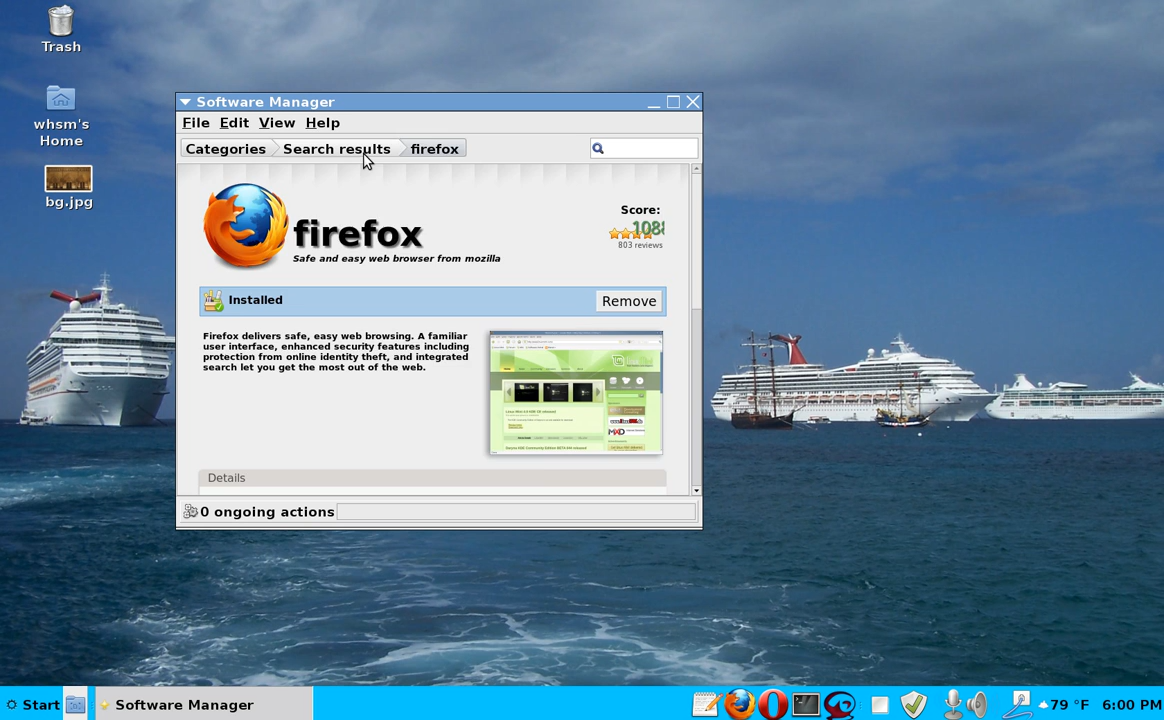 Trash
whsm's
Home
bg.jpg
Software Manager
File Edit View Help
Categories Search results firefox
firefox
Safe and easy web browser from mozilla
Score:
108
803 reviews
Installed
Remove
Firefox delivers safe, easy web browsing. A familiar
user interface, enhanced security features including
protection from online identity theft, and integrated
search let you get the most out of the web.
Details
0 ongoing actions
Start
Software Manager
79 °F 6:00 PM